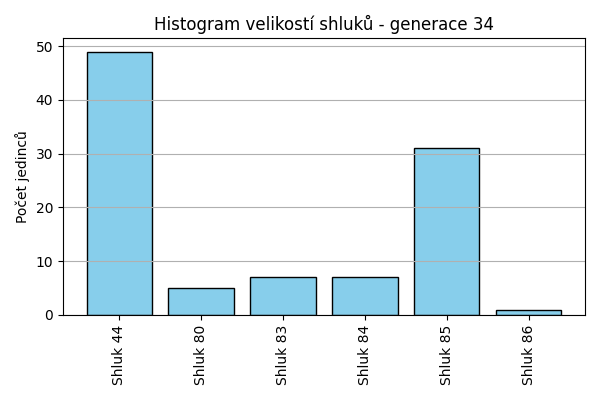 Histogram velikostí shluků - generace 34
Počet jedinců
50
40
30
20
10
0
Shluk 44
Shluk 80
Shluk 83
Shluk 84
Shluk 85
Shluk 86